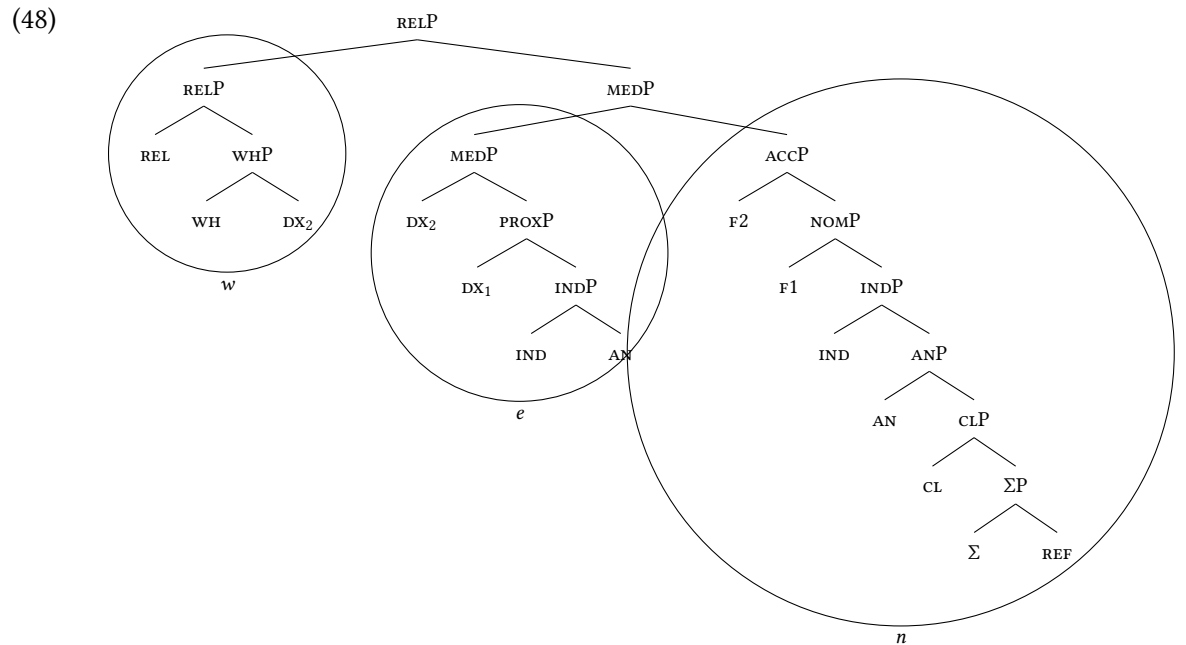 (48)
RELP
RELP MEDP
REL WHP MEDP ACCP
WH DX₂ DX₂ PROXP F2 NOMP
w DX₁ INDP F1 INDP
IND AN IND ANP
e AN CLP
CL ΣP
Σ REF
n